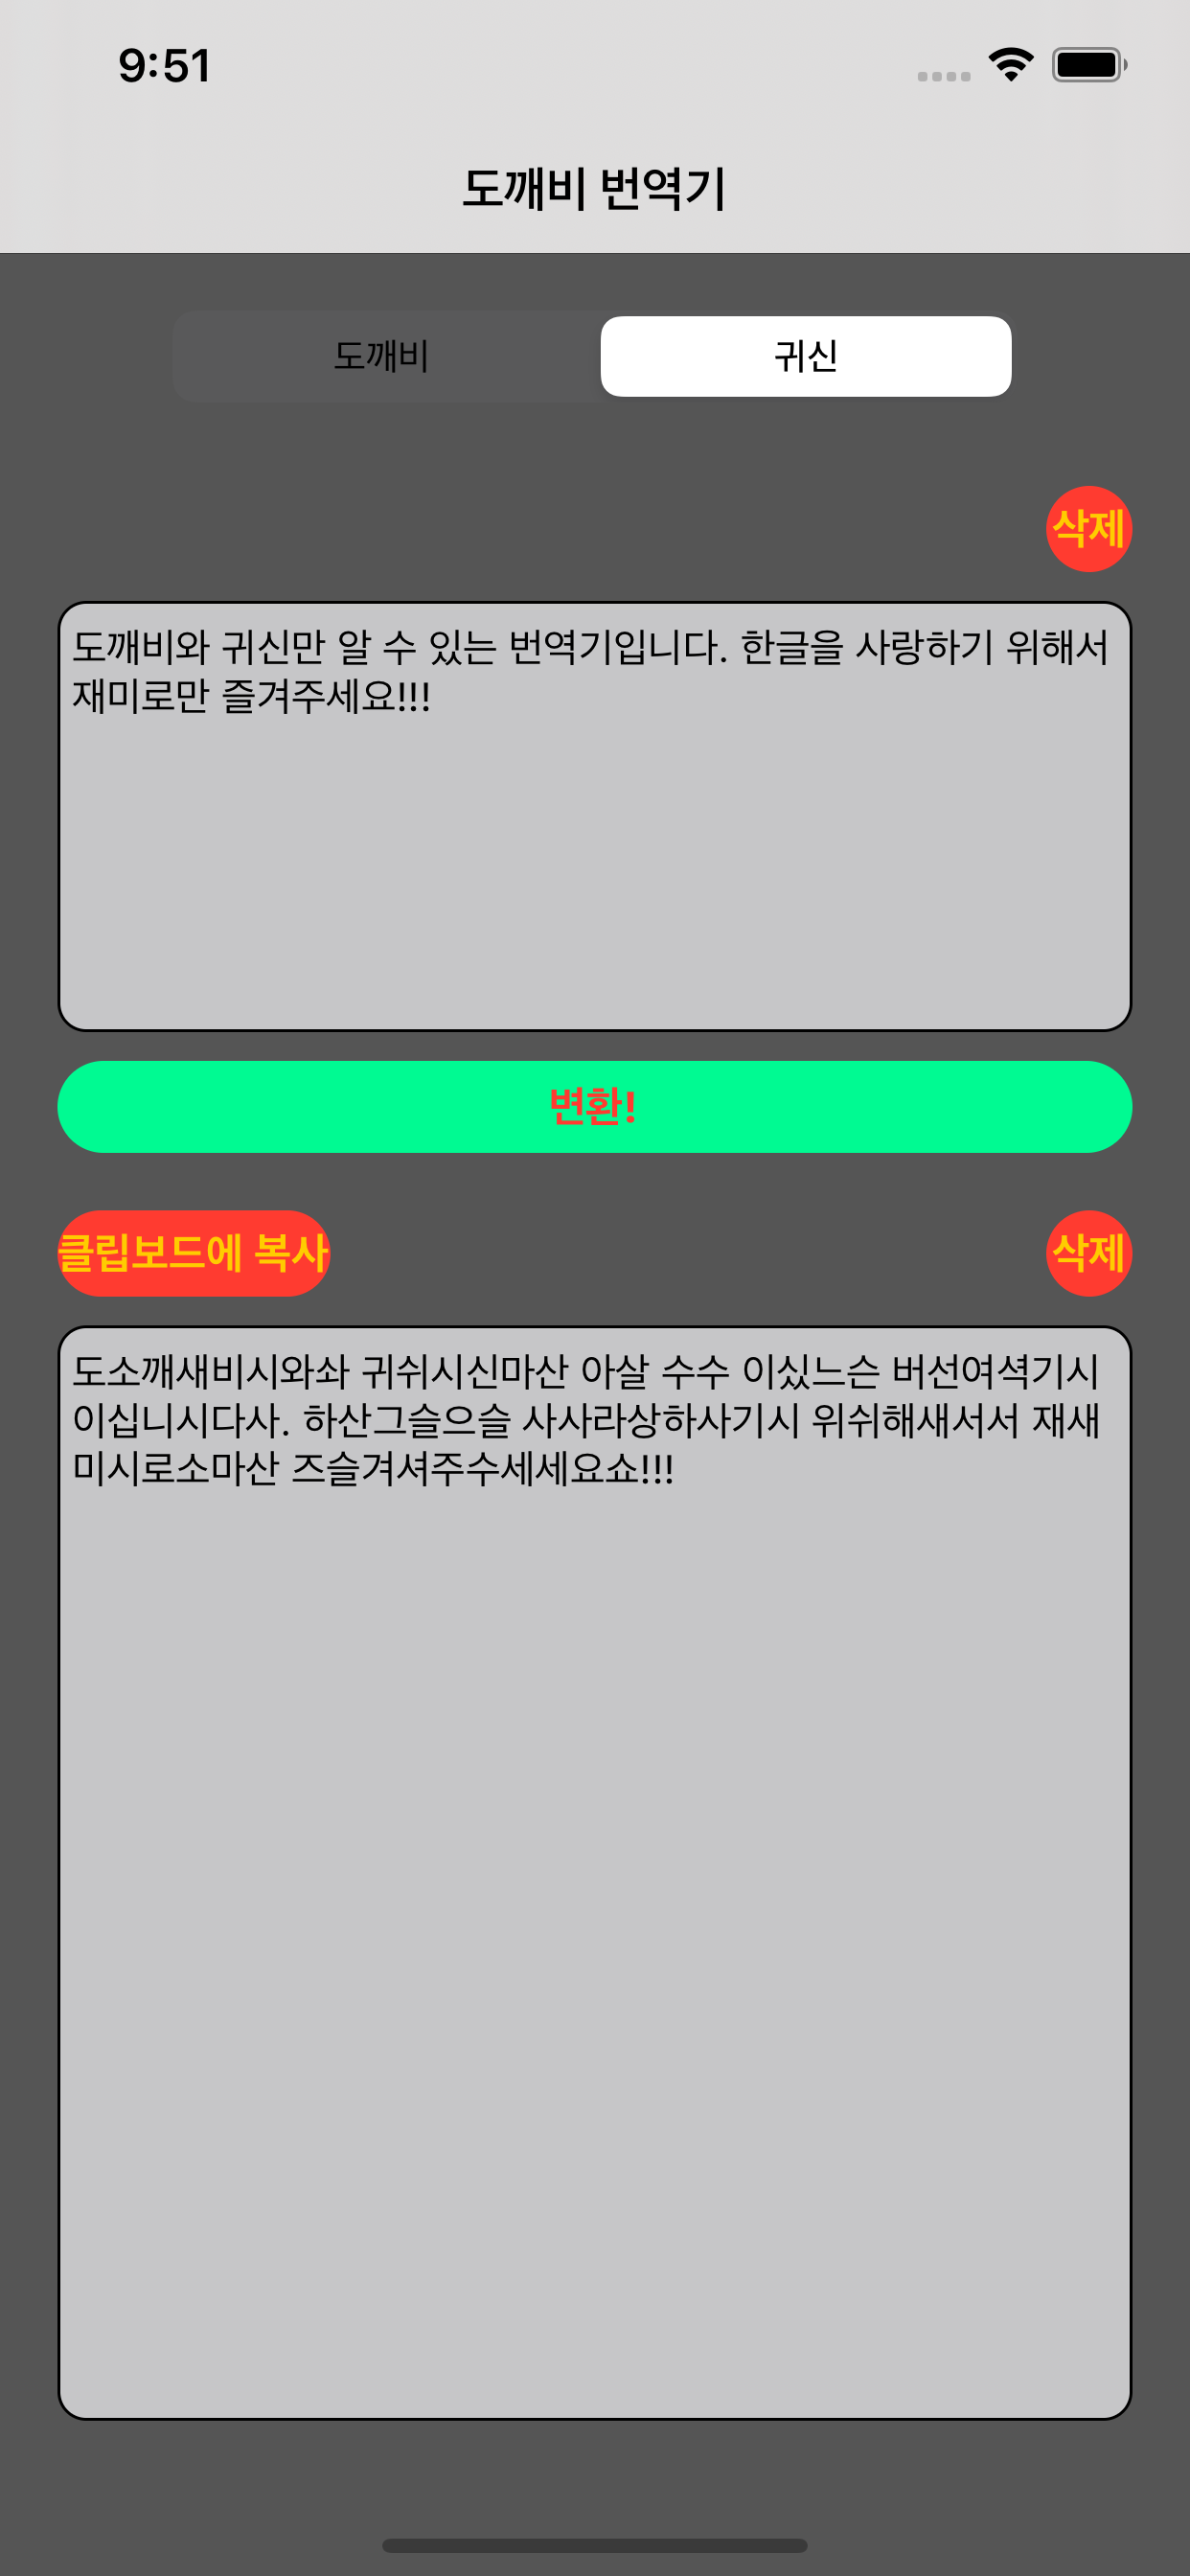 9:51
도깨비 번역기
도깨비 귀신
삭제
도깨비와 귀신만 알 수 있는 번역기입니다. 한글을 사랑하기 위해서
재미로만 즐겨주세요!!!
변환!
클립보드에 복사 삭제
도소깨새비시와솨 귀쉬시신마산 아살 수수 이싰느슨 버선여셕기시
이십니시다사. 하산그슬으슬 사사라상하사기시 위쉬해새서서 재새
미시로소마산 즈슬겨셔주수세세요쇼!!!